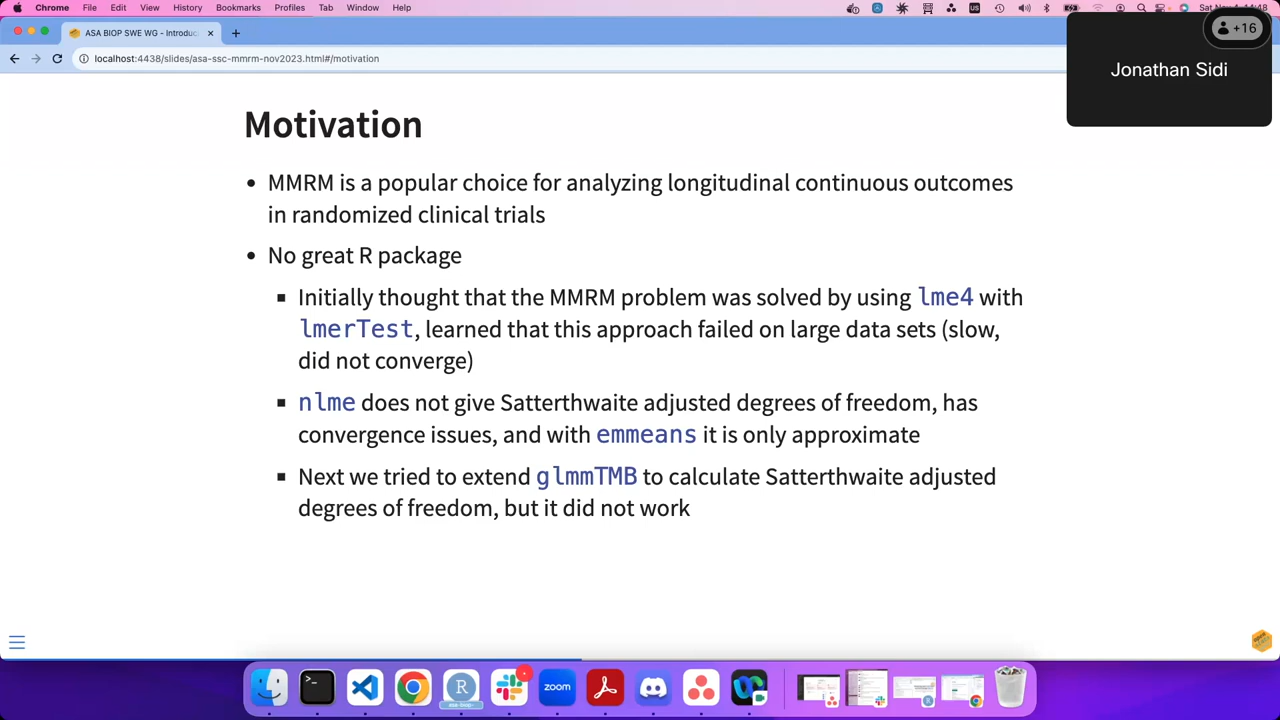 Chrome File Edit View History Bookmarks Profiles Tab Window Help
ASA BIOP SWE WG - Introduc
localhost:4438/slides/asa-ssc-mmrm-nov2023.html#/motivation
+16
Jonathan Sidi
Motivation
• MMRM is a popular choice for analyzing longitudinal continuous outcomes
in randomized clinical trials
• No great R package
▪ Initially thought that the MMRM problem was solved by using lme4 with
lmerTest, learned that this approach failed on large data sets (slow,
did not converge)
▪ nlme does not give Satterthwaite adjusted degrees of freedom, has
convergence issues, and with emmeans it is only approximate
▪ Next we tried to extend glmmTMB to calculate Satterthwaite adjusted
degrees of freedom, but it did not work
zoom